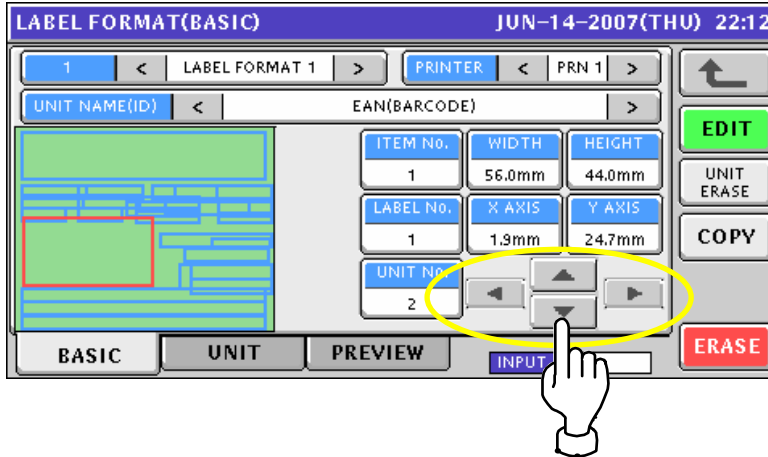 LABEL FORMAT(BASIC) JUN-14-2007(THU) 22:12
1 < LABEL FORMAT 1 > PRINTER < PRN 1 >
UNIT NAME(ID) < EAN(BARCODE) >
EDIT
ITEM No. WIDTH HEIGHT
1 56.0mm 44.0mm
UNIT
ERASE
LABEL No. X AXIS Y AXIS
1 1.9mm 24.7mm
COPY
UNIT No.
2
BASIC UNIT PREVIEW INPUT
ERASE